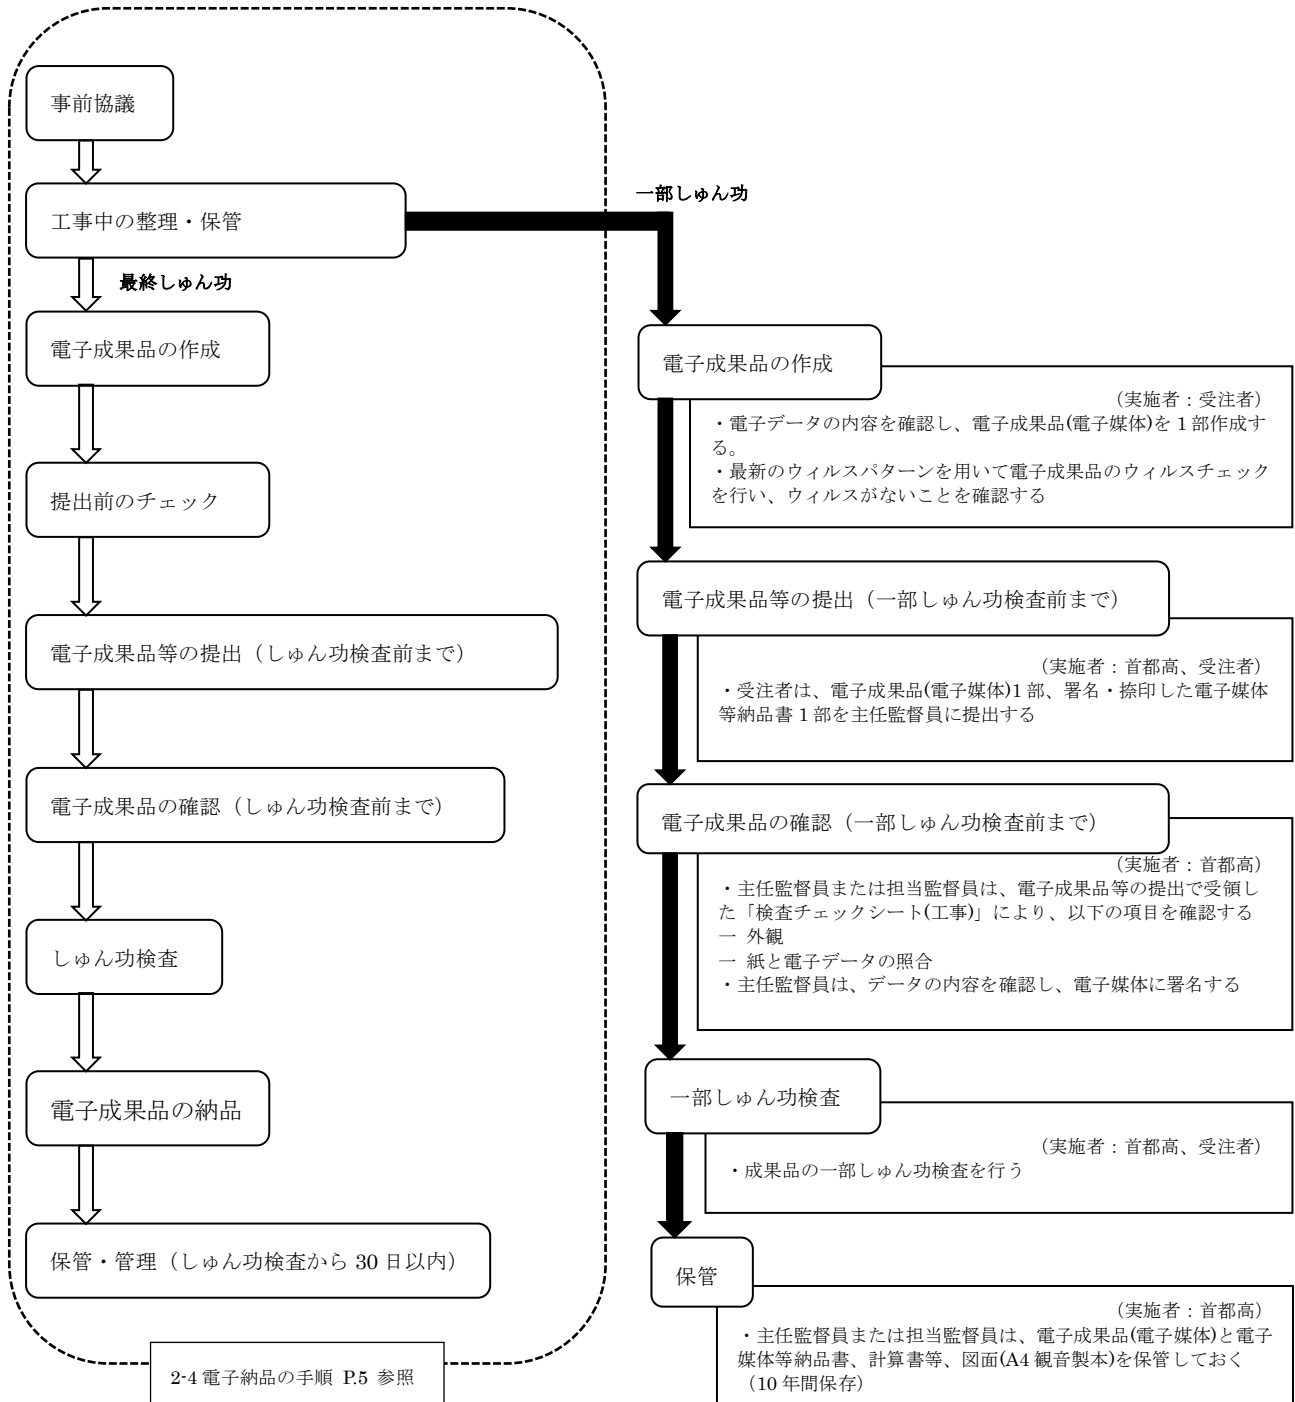 事前協議
工事中の整理・保管
最終しゅん功
電子成果品の作成
提出前のチェック
電子成果品等の提出（しゅん功検査前まで）
電子成果品の確認（しゅん功検査前まで）
しゅん功検査
電子成果品の納品
保管・管理（しゅん功検査から 30 日以内）
2-4 電子納品の手順 P.5 参照
一部しゅん功
電子成果品の作成
（実施者：受注者）
・電子データの内容を確認し、電子成果品(電子媒体)を 1 部作成す
る。
・最新のウィルスパターンを用いて電子成果品のウィルスチェック
を行い、ウィルスがないことを確認する
電子成果品等の提出（一部しゅん功検査前まで）
（実施者：首都高、受注者）
・受注者は、電子成果品(電子媒体)1 部、署名・捺印した電子媒体
等納品書 1 部を主任監督員に提出する
電子成果品の確認（一部しゅん功検査前まで）
（実施者：首都高）
・主任監督員または担当監督員は、電子成果品等の提出で受領し
た「検査チェックシート(工事)」により、以下の項目を確認する
－ 外観
－ 紙と電子データの照合
・主任監督員は、データの内容を確認し、電子媒体に署名する
一部しゅん功検査
（実施者：首都高、受注者）
・成果品の一部しゅん功検査を行う
保管
（実施者：首都高）
・主任監督員または担当監督員は、電子成果品(電子媒体)と電子
媒体等納品書、計算書等、図面(A4 観音製本)を保管しておく
（10 年間保存）